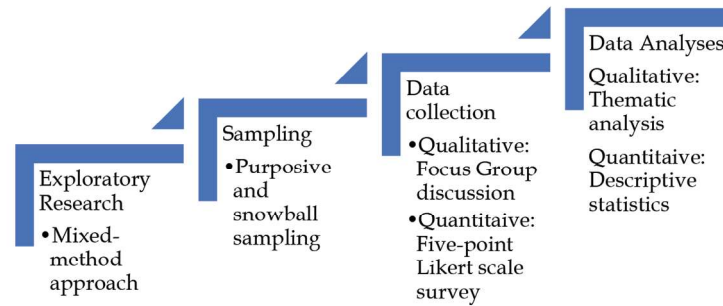 Exploratory
Research
•Mixed-
method
approach
Sampling
•Purposive
and
snowball
sampling
Data
collection
•Qualitative:
Focus Group
discussion
•Quantitaive:
Five-point
Likert scale
survey
Data Analyses
Qualitative:
Thematic
analysis
Quantitaive:
Descriptive
statistics